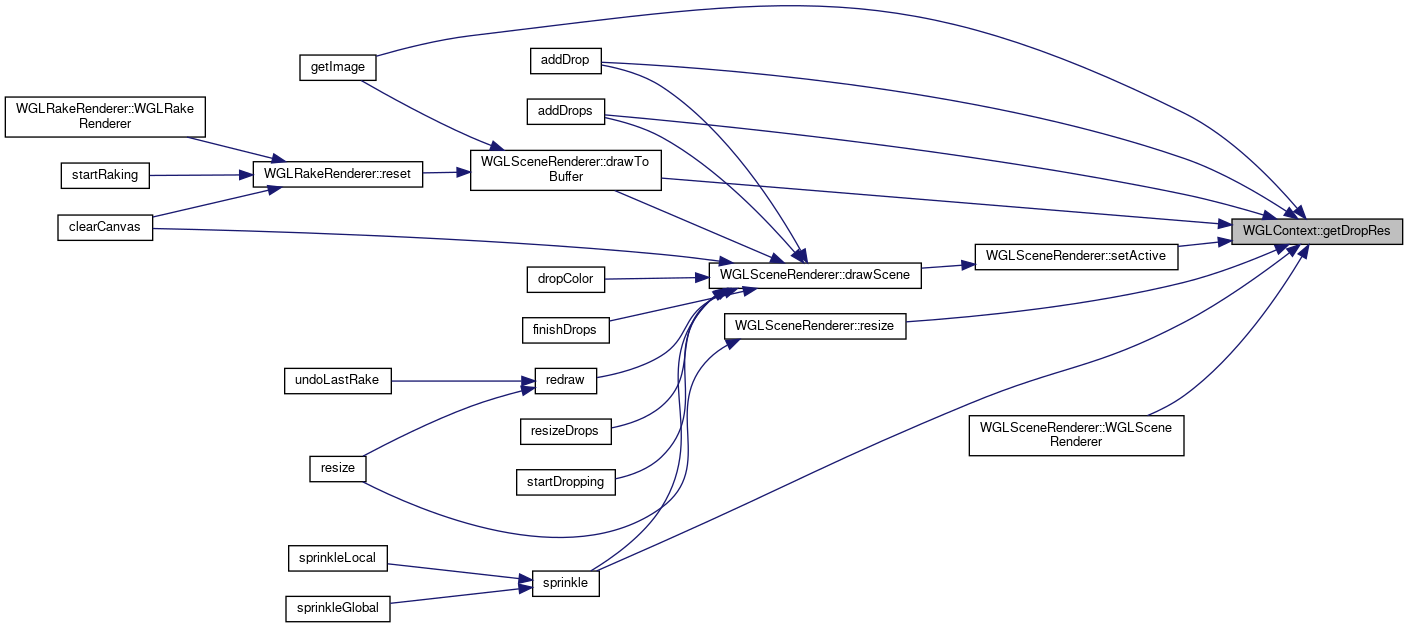 getImage
addDrop
WGLRakeRenderer::WGLRake
Renderer
addDrops
startRaking
WGLRakeRenderer::reset
WGLSceneRenderer::drawTo
Buffer
clearCanvas
WGLContext::getDropRes
WGLSceneRenderer::setActive
dropColor
WGLSceneRenderer::drawScene
finishDrops
WGLSceneRenderer::resize
undoLastRake
redraw
resizeDrops
WGLSceneRenderer::WGLScene
Renderer
resize
startDropping
sprinkleLocal
sprinkle
sprinkleGlobal